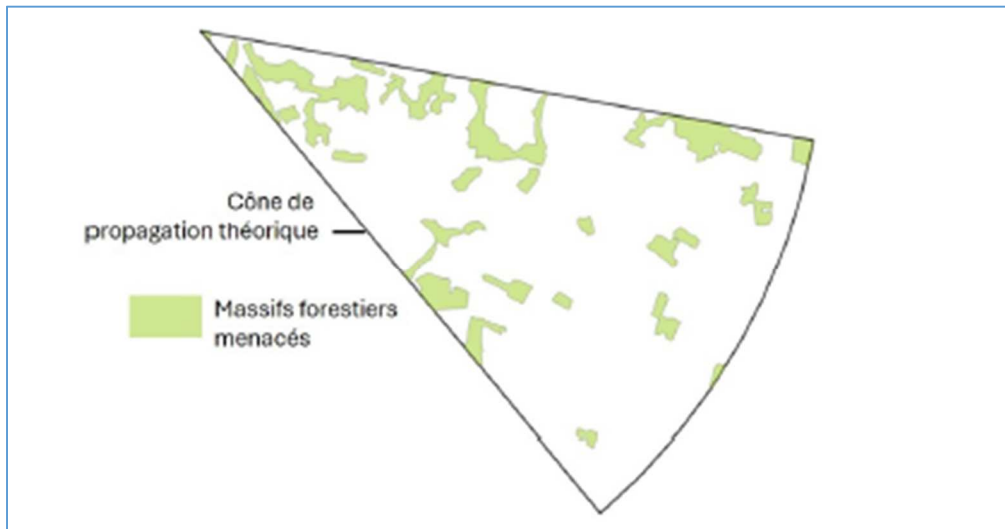 Cône de
propagation théorique
Massifs forestiers
menacés